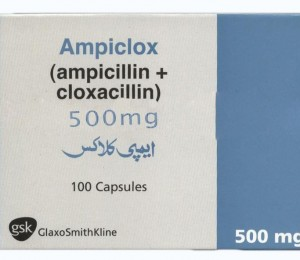 Ampiclox
(ampicillin +
cloxacillin)
500mg
ایمپی کلاکس
100 Capsules
gsk GlaxoSmithKline
500 mg